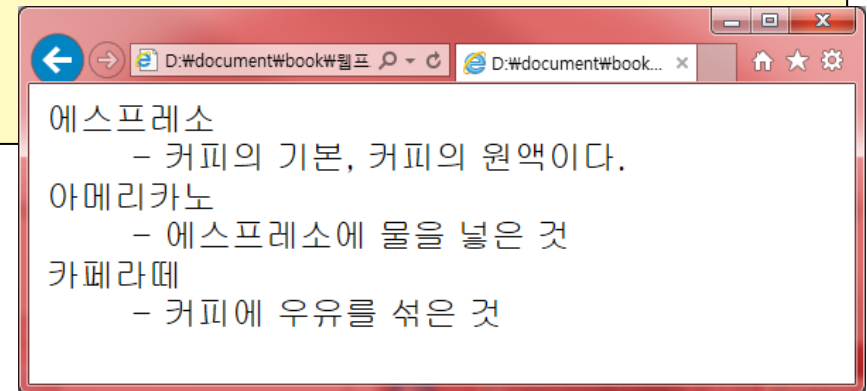 D:₩document₩book₩웹프
D:₩document₩book...
에스프레소
- 커피의 기본, 커피의 원액이다.
아메리카노
- 에스프레소에 물을 넣은 것
카페라떼
- 커피에 우유를 섞은 것